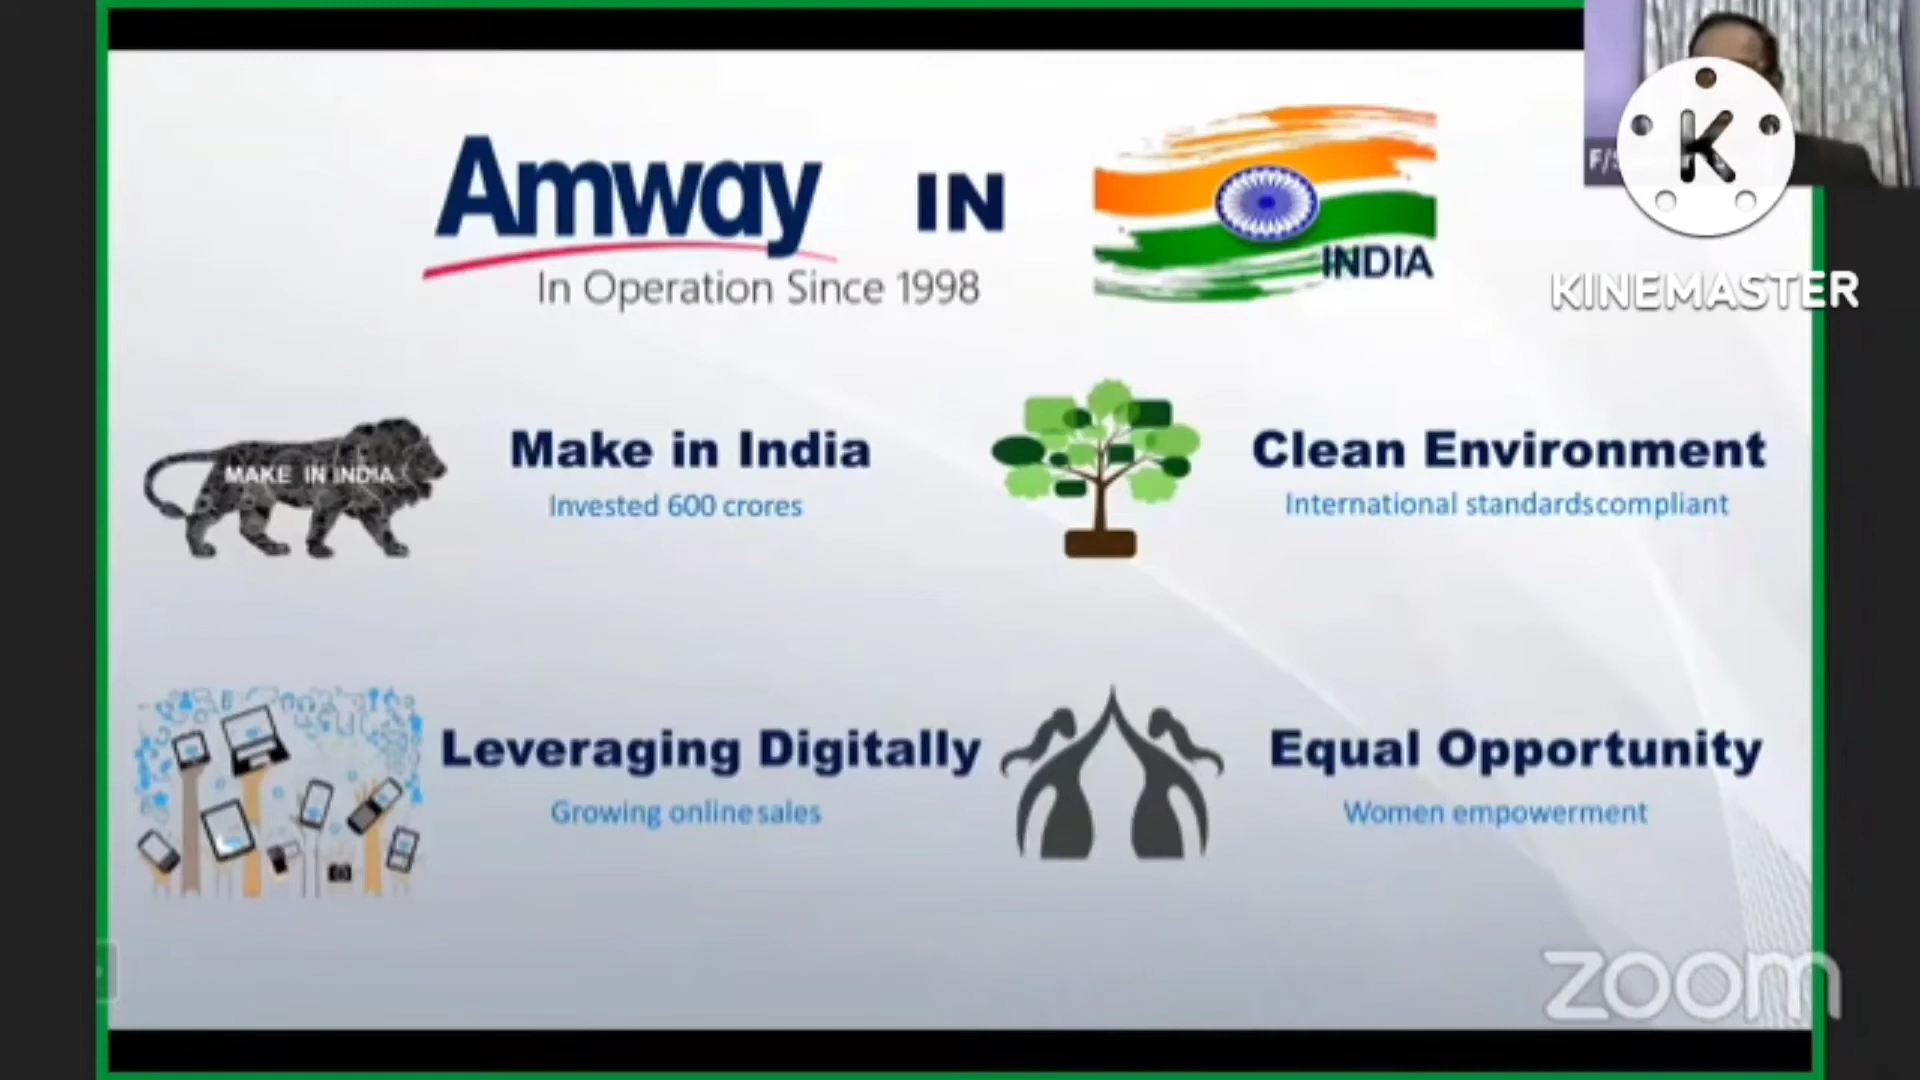 Amway IN
INDIA
In Operation Since 1998
K
KINEMASTER
MAKE IN INDIA
Make in India
Invested 600 crores
Clean Environment
International standardscompliant
Leveraging Digitally
Growing online sales
Equal Opportunity
Women empowerment
zoom